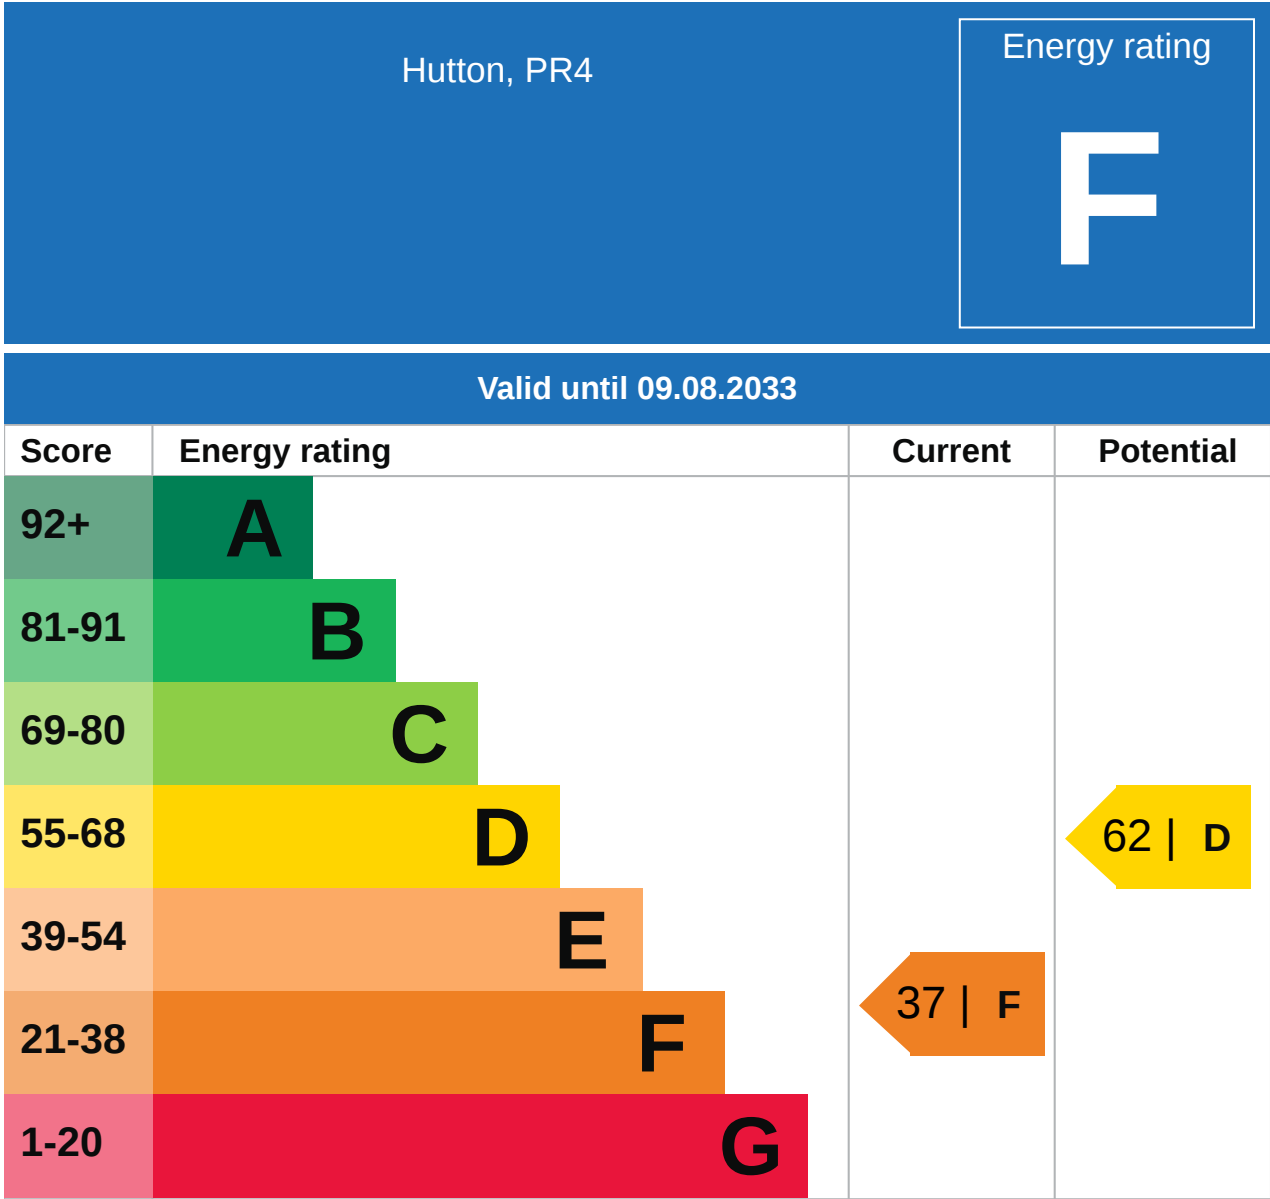 Hutton, PR4
Energy rating
F
Valid until 09.08.2033
Score Energy rating Current Potential
92+ A
81-91 B
69-80 C
55-68 D 62 | D
39-54 E
37 | F
21-38 F
1-20 G